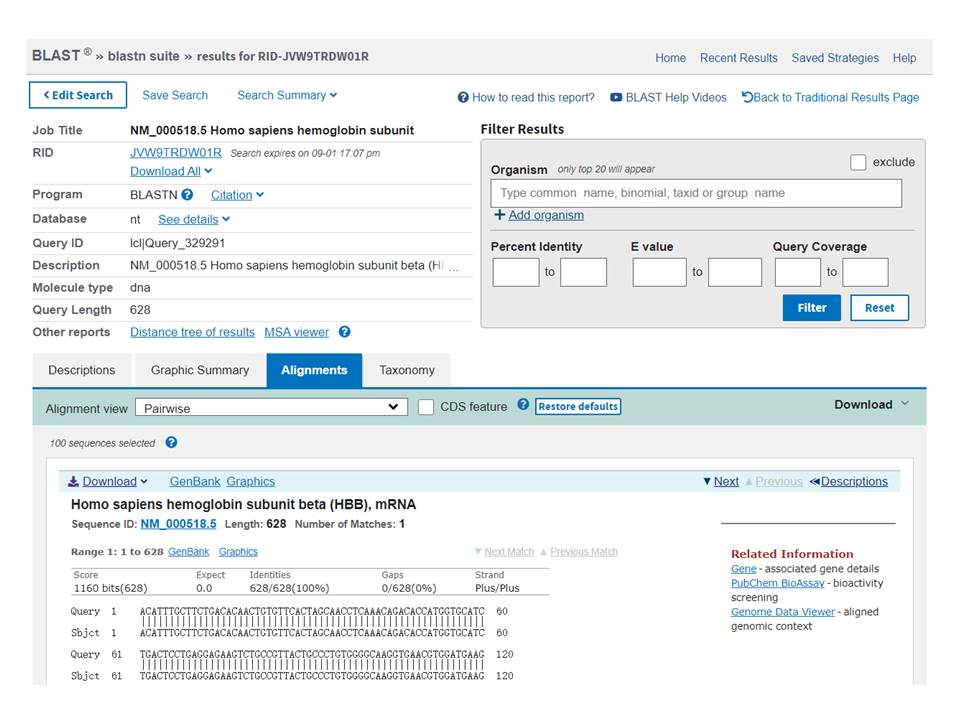 BLAST ® » blastn suite » results for RID-JVW9TRDW01R
Home Recent Results Saved Strategies Help
Edit Search Save Search Search Summary
How to read this report? BLAST Help Videos Back to Traditional Results Page
Job Title NM_000518.5 Homo sapiens hemoglobin subunit
RID JVW9TRDW01R Search expires on 09-01 17:07 pm
Download All
Program BLASTN ? Citation
Database nt See details
Query ID lcl|Query_329291
Description NM_000518.5 Homo sapiens hemoglobin subunit beta (HI ...
Molecule type dna
Query Length 628
Other reports Distance tree of results MSA viewer ?
Filter Results
Organism only top 20 will appear exclude
Type common name, binomial, taxid or group name
+ Add organism
Percent Identity E value Query Coverage
to to to
Filter Reset
Descriptions Graphic Summary Alignments Taxonomy
Alignment view Pairwise CDS feature ? Restore defaults Download
100 sequences selected ?
Download GenBank Graphics Next Previous Descriptions
Homo sapiens hemoglobin subunit beta (HBB), mRNA
Sequence ID: NM_000518.5 Length: 628 Number of Matches: 1
Range 1: 1 to 628 GenBank Graphics Next Match Previous Match
Score Expect Identities Gaps Strand
1160 bits(628) 0.0 628/628(100%) 0/628(0%) Plus/Plus
Query 1 ACATTTGCTTCTGACACAACTGTGTTCACTAGCAACCTCAAACAGACACCATGGTGCATC 60
Sbjct 1 ACATTTGCTTCTGACACAACTGTGTTCACTAGCAACCTCAAACAGACACCATGGTGCATC 60
Query 61 TGACTCCTGAGGAGAAGTCTGCCGTTACTGCCCTGTGGGGCAAGGTGAACGTGGATGAAG 120
Sbjct 61 TGACTCCTGAGGAGAAGTCTGCCGTTACTGCCCTGTGGGGCAAGGTGAACGTGGATGAAG 120
Related Information
Gene - associated gene details
PubChem BioAssay - bioactivity
screening
Genome Data Viewer - aligned
genomic context